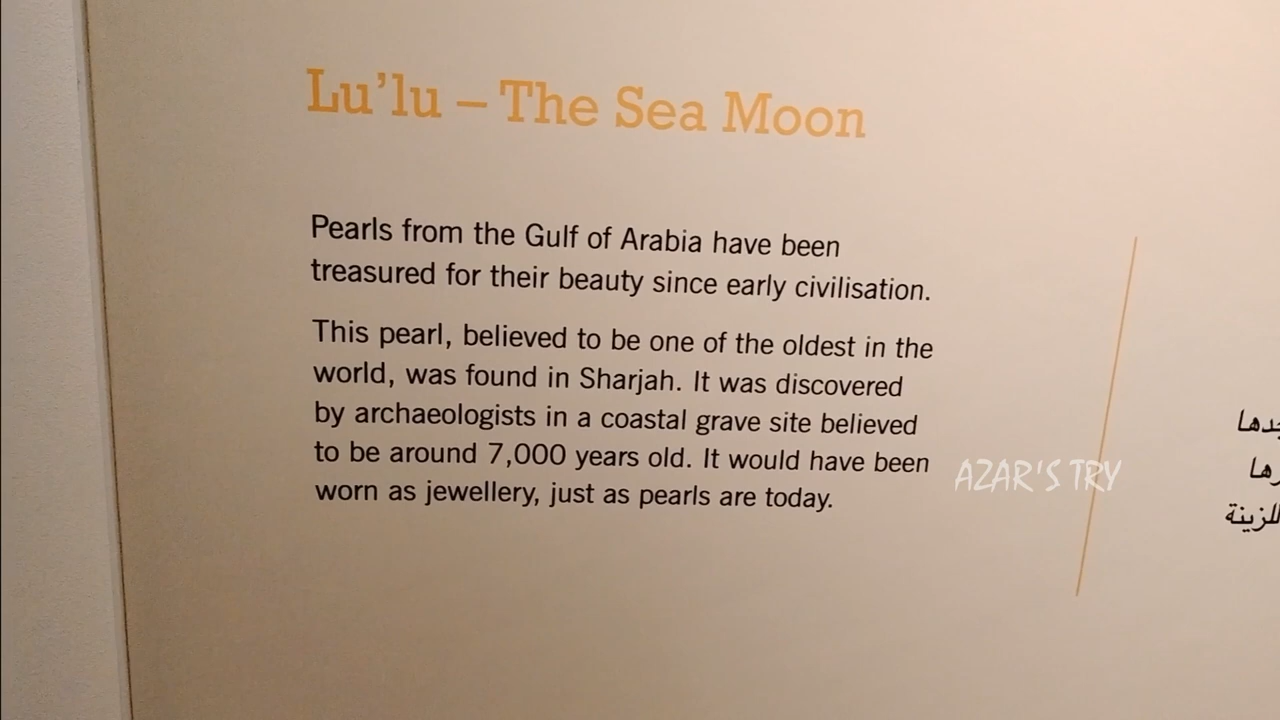 Lu’lu – The Sea Moon
Pearls from the Gulf of Arabia have been
treasured for their beauty since early civilisation.
This pearl, believed to be one of the oldest in the
world, was found in Sharjah. It was discovered
by archaeologists in a coastal grave site believed
to be around 7,000 years old. It would have been
worn as jewellery, just as pearls are today.
AZAR'S TRY
للزينة